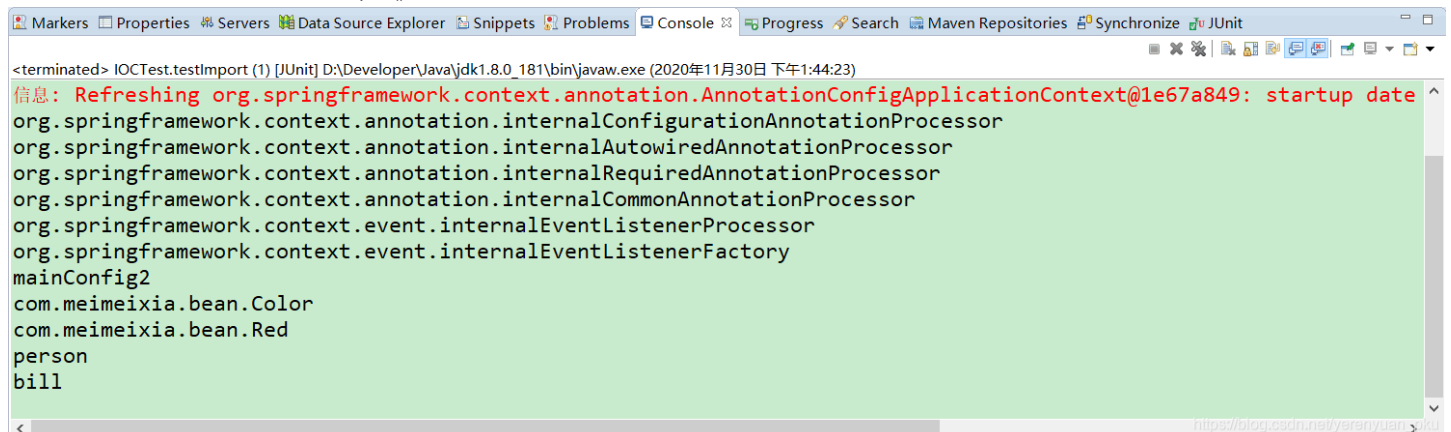 Markers Properties Servers Data Source Explorer Snippets Problems Console Progress Search Maven Repositories Synchronize JUnit
<terminated> IOCTest.testImport (1) [JUnit] D:\Developer\Java\jdk1.8.0_181\bin\javaw.exe (2020年11月30日 下午1:44:23)
信息: Refreshing org.springframework.context.annotation.AnnotationConfigApplicationContext@1e67a849: startup date
org.springframework.context.annotation.internalConfigurationAnnotationProcessor
org.springframework.context.annotation.internalAutowiredAnnotationProcessor
org.springframework.context.annotation.internalRequiredAnnotationProcessor
org.springframework.context.annotation.internalCommonAnnotationProcessor
org.springframework.context.event.internalEventListenerProcessor
org.springframework.context.event.internalEventListenerFactory
mainConfig2
com.meimeixia.bean.Color
com.meimeixia.bean.Red
person
bill
https://blog.csdn.net/yerenyuan_pku